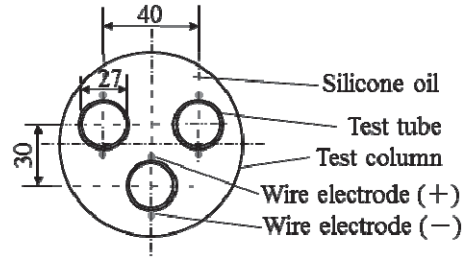 40
27
Silicone oil
Test tube
30
Test column
Wire electrode (+)
Wire electrode (−)